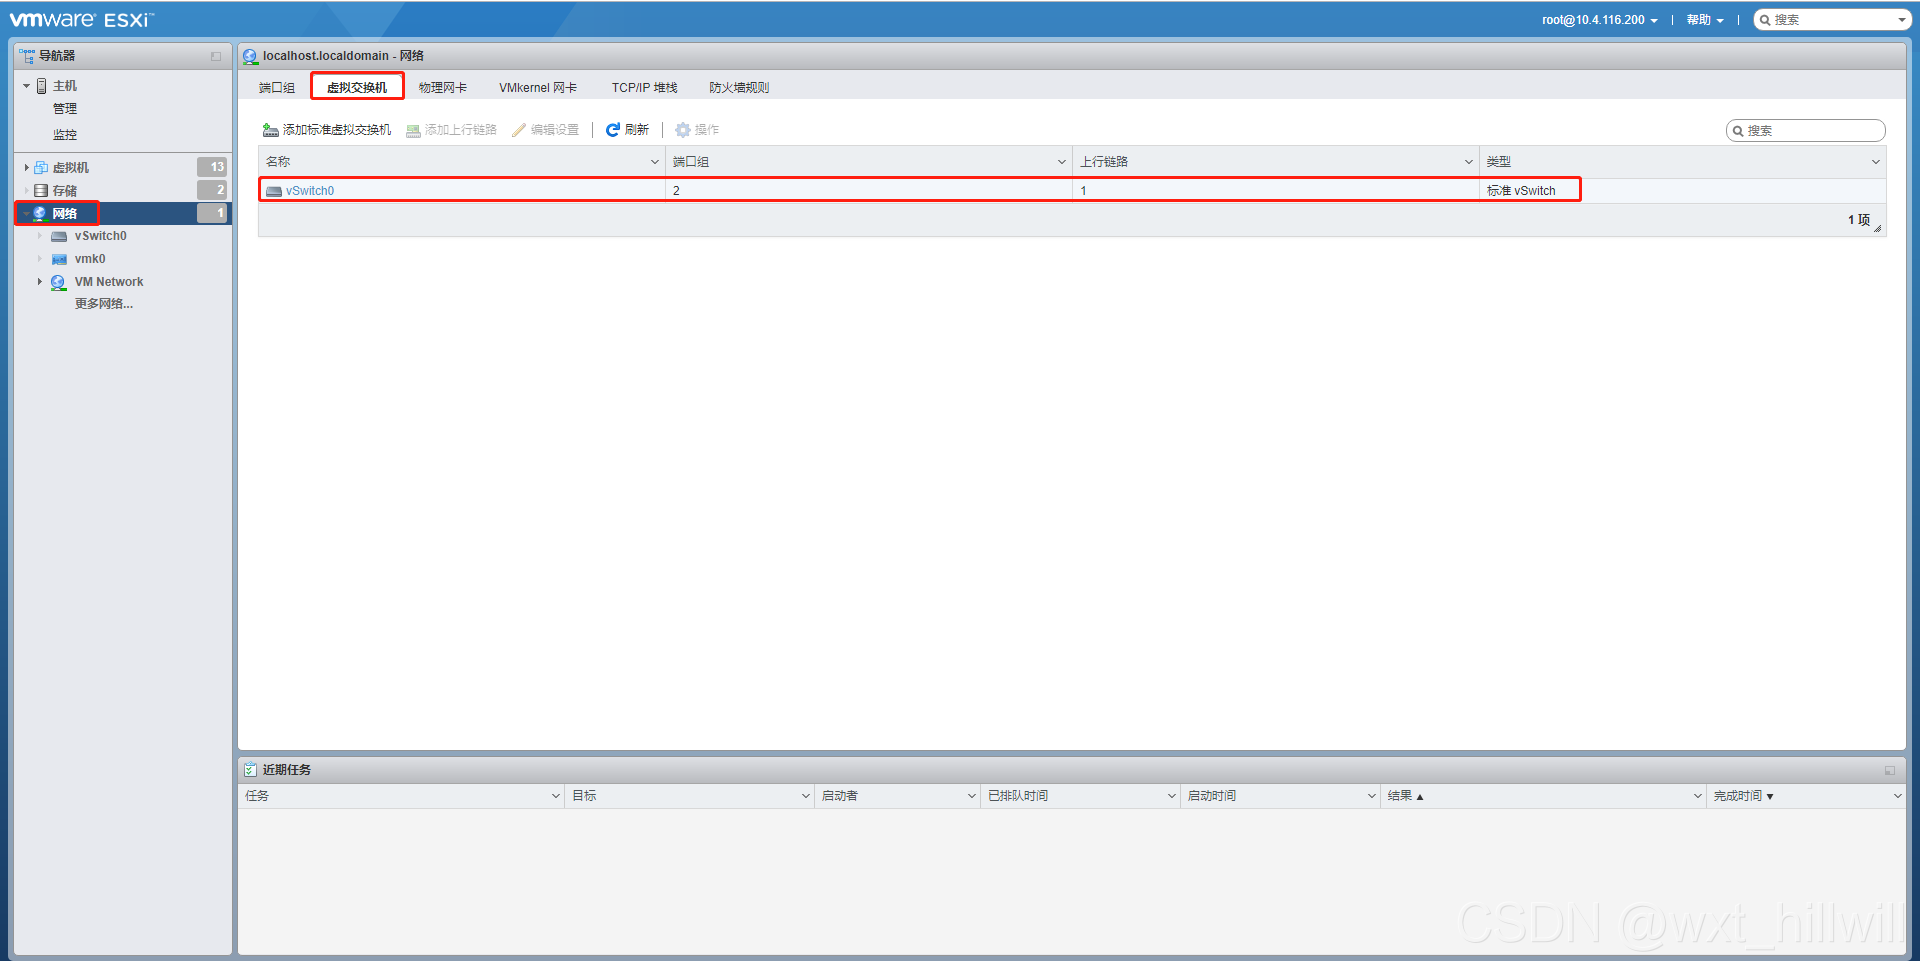 vmware ESXi™
root@10.4.116.200 | 帮助 | 搜索
导航器
主机
管理
监控
虚拟机 13
存储 2
网络 1
vSwitch0
vmk0
VM Network
更多网络...
localhost.localdomain - 网络
端口组 虚拟交换机 物理网卡 VMkernel 网卡 TCP/IP 堆栈 防火墙规则
添加标准虚拟交换机 添加上行链路 编辑设置 | 刷新 | 操作 搜索
名称 端口组 上行链路 类型
vSwitch0 2 1 标准 vSwitch
1 项
近期任务
任务 目标 启动者 已排队时间 启动时间 结果 ▲ 完成时间 ▼
CSDN @wxt_hillwill